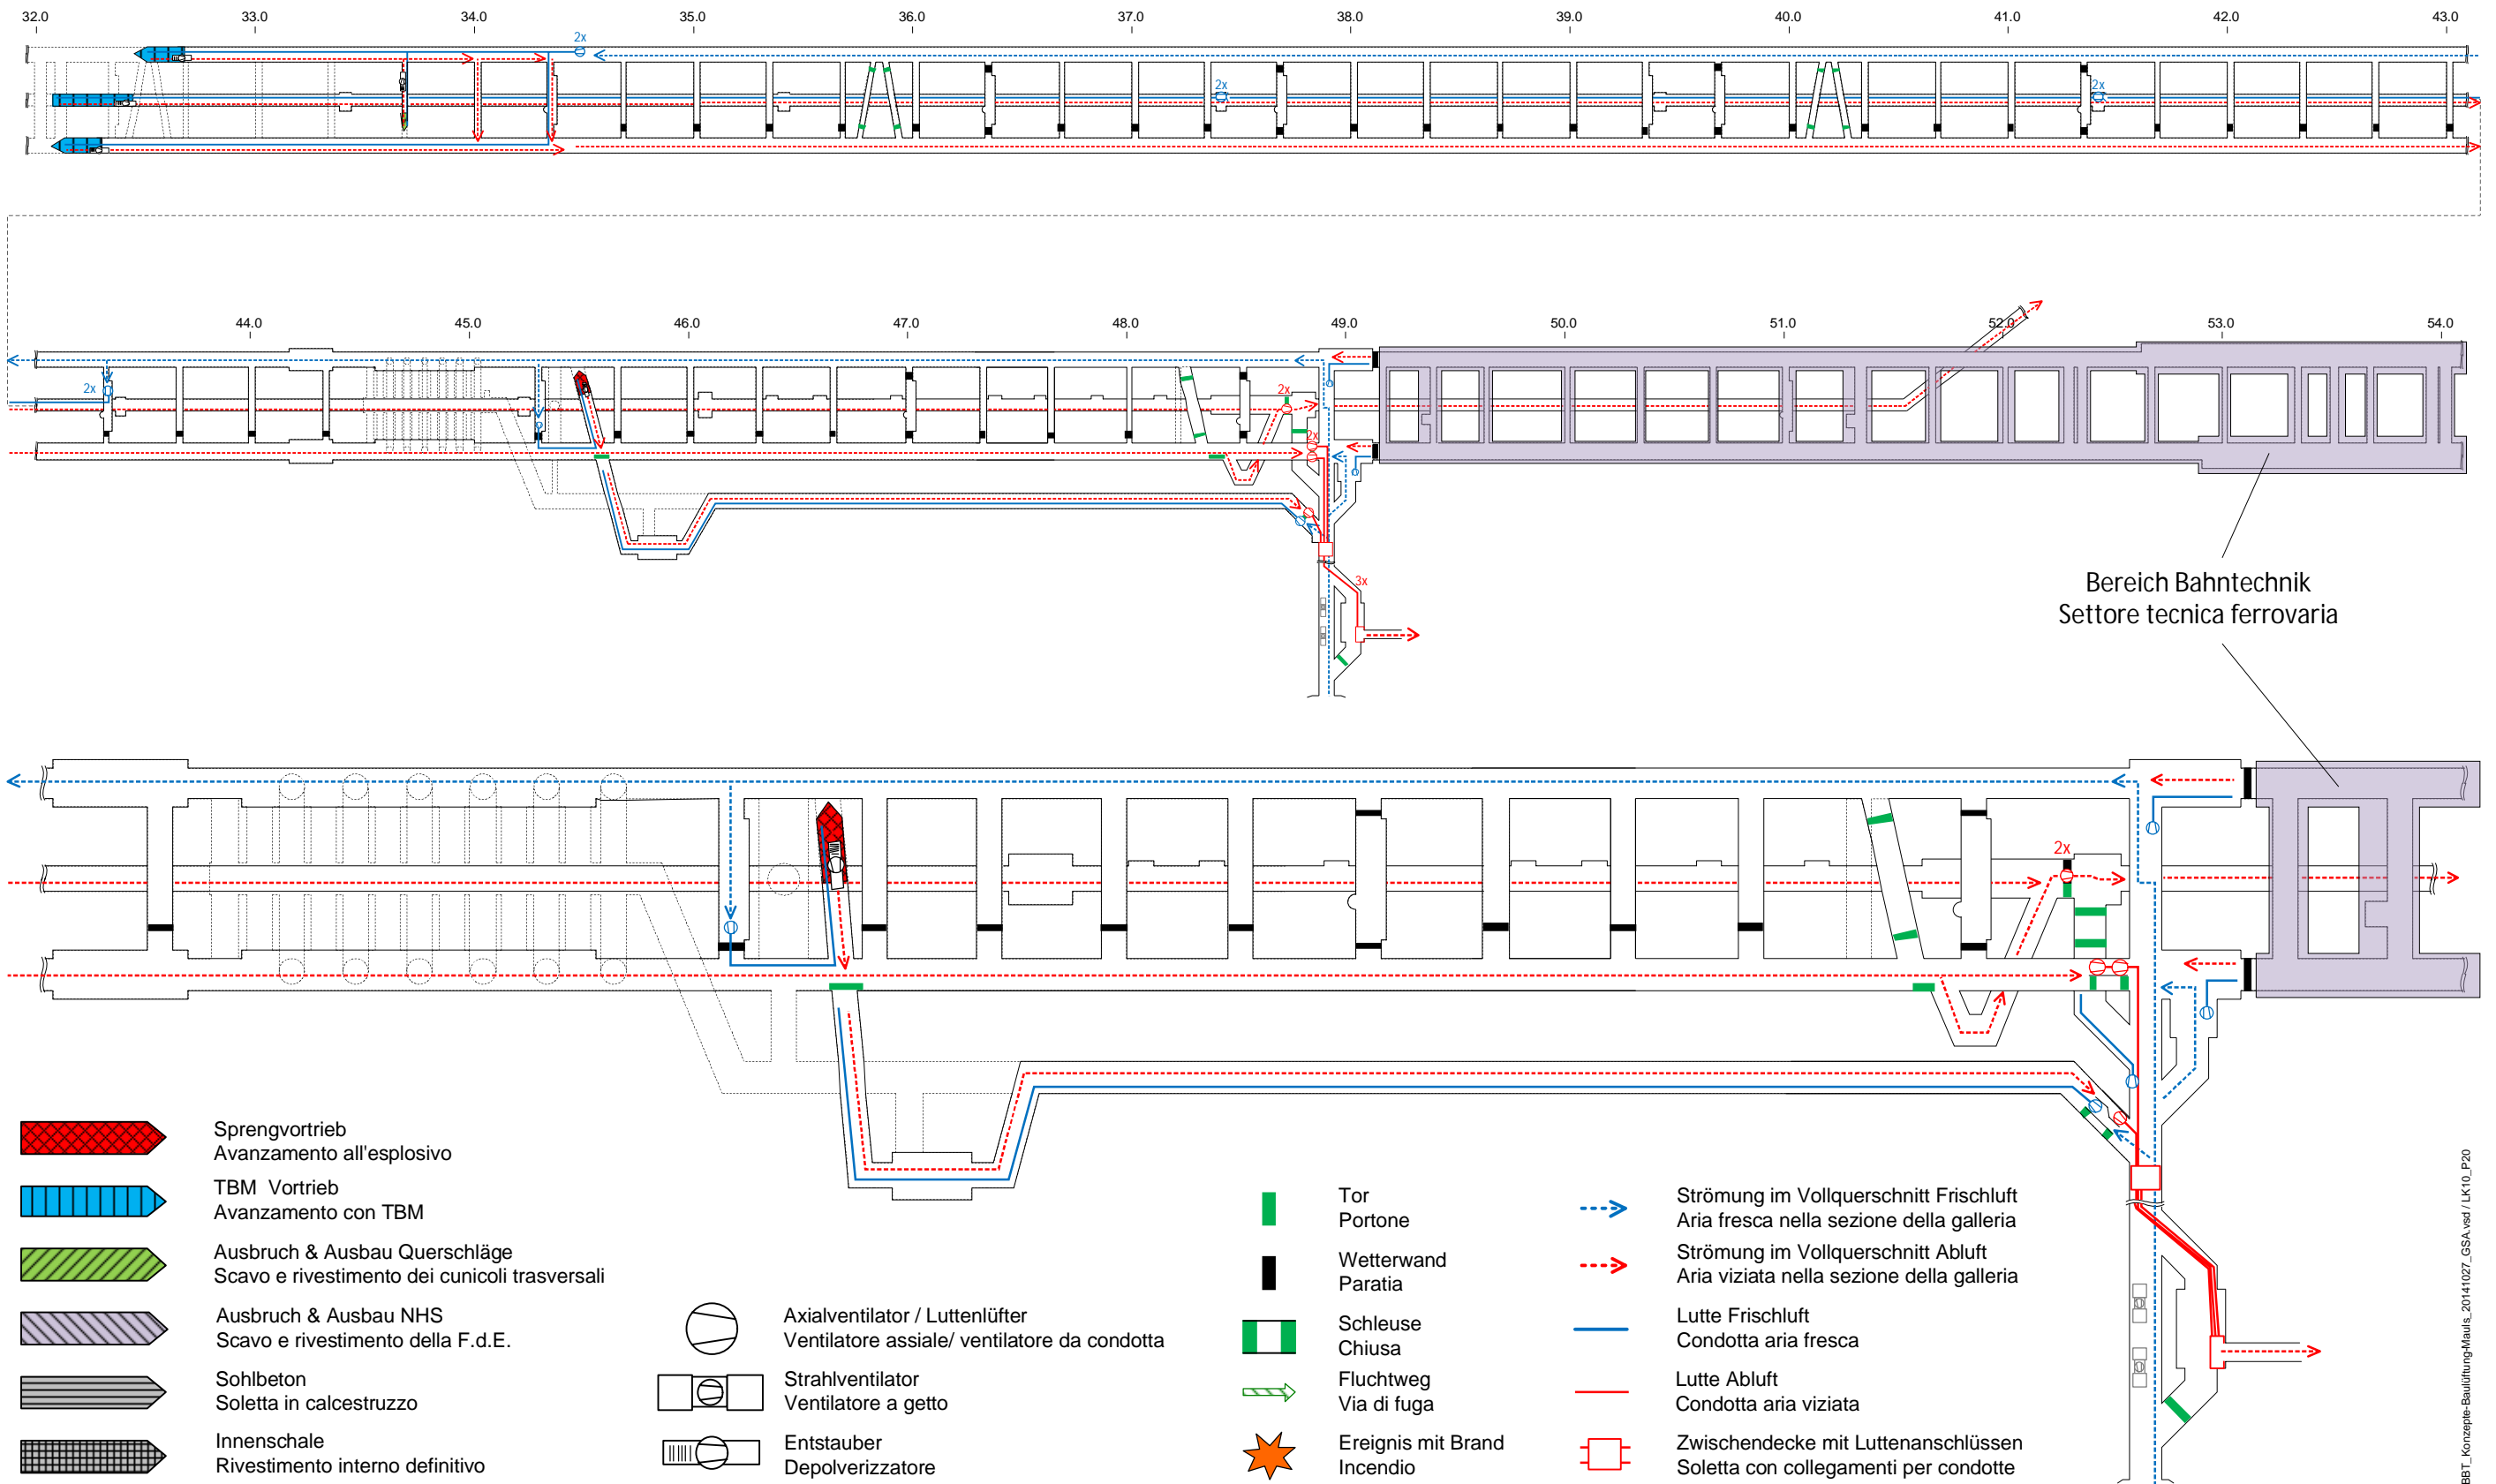 32.0 33.0 34.0 35.0 36.0 37.0 38.0 39.0 40.0 41.0 42.0 43.0
2x
2x 2x
44.0 45.0 46.0 47.0 48.0 49.0 50.0 51.0 52.0 53.0 54.0
2x 2x
2x
3x
Bereich Bahntechnik
Settore tecnica ferrovaria
2x
Sprengvortrieb
Avanzamento all'esplosivo
TBM Vortrieb
Avanzamento con TBM
Ausbruch & Ausbau Querschläge
Scavo e rivestimento dei cunicoli trasversali
Ausbruch & Ausbau NHS
Scavo e rivestimento della F.d.E.
Sohlbeton
Soletta in calcestruzzo
Innenschale
Rivestimento interno definitivo
Axialventilator / Luttenlüfter
Ventilatore assiale/ ventilatore da condotta
Strahlventilator
Ventilatore a getto
Entstauber
Depolverizzatore
Tor
Portone
Wetterwand
Paratia
Schleuse
Chiusa
Fluchtweg
Via di fuga
Ereignis mit Brand
Incendio
Strömung im Vollquerschnitt Frischluft
Aria fresca nella sezione della galleria
Strömung im Vollquerschnitt Abluft
Aria viziata nella sezione della galleria
Lutte Frischluft
Condotta aria fresca
Lutte Abluft
Condotta aria viziata
Zwischendecke mit Luttenanschlüssen
Soletta con collegamenti per condotte
BBT_Konzepte-Baulüftung-Mauls_20141027_GSA.vsd / LK10_P20